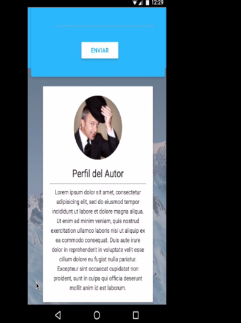 12:29
ENVIAR
Perfil del Autor
Lorem ipsum dolor sit amet, consectetur
adipisicing elit, sed do eiusmod tempor
incididunt ut labore et dolore magna aliqua.
Ut enim ad minim veniam, quis nostrud
exercitation ullamco laboris nisi ut aliquip ex
ea commodo consequat. Duis aute irure
dolor in reprehenderit in voluptate velit esse
cillum dolore eu fugiat nulla pariatur.
Excepteur sint occaecat cupidatat non
proident, sunt in culpa qui officia deserunt
mollit anim id est laborum.